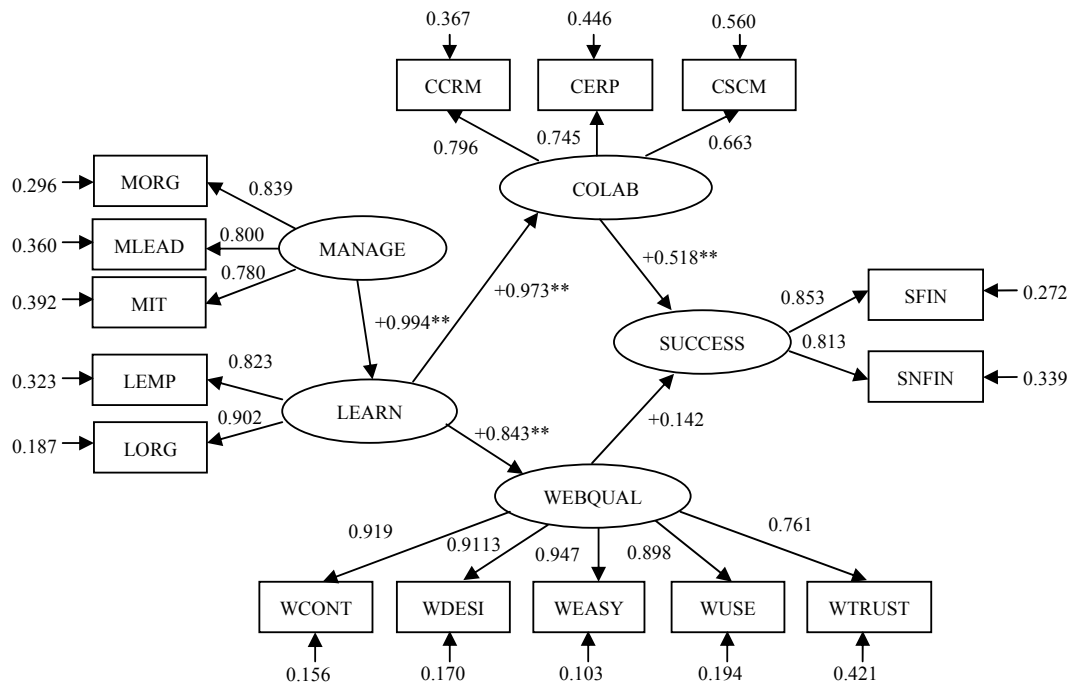 0.367
0.446
0.560
CCRM
CERP
CSCM
0.796
0.745
0.663
0.296
MORG
0.839
COLAB
0.360
MLEAD
0.800
MANAGE
0.392
MIT
0.780
+0.973**
+0.518**
0.853
SFIN
0.272
+0.994**
SUCCESS
0.813
0.323
LEMP
0.823
SNFIN
0.339
LEARN
+0.142
0.187
LORG
0.902
+0.843**
WEBQUAL
0.919
0.9113
0.947
0.898
0.761
WCONT
WDESI
WEASY
WUSE
WTRUST
0.156
0.170
0.103
0.194
0.421